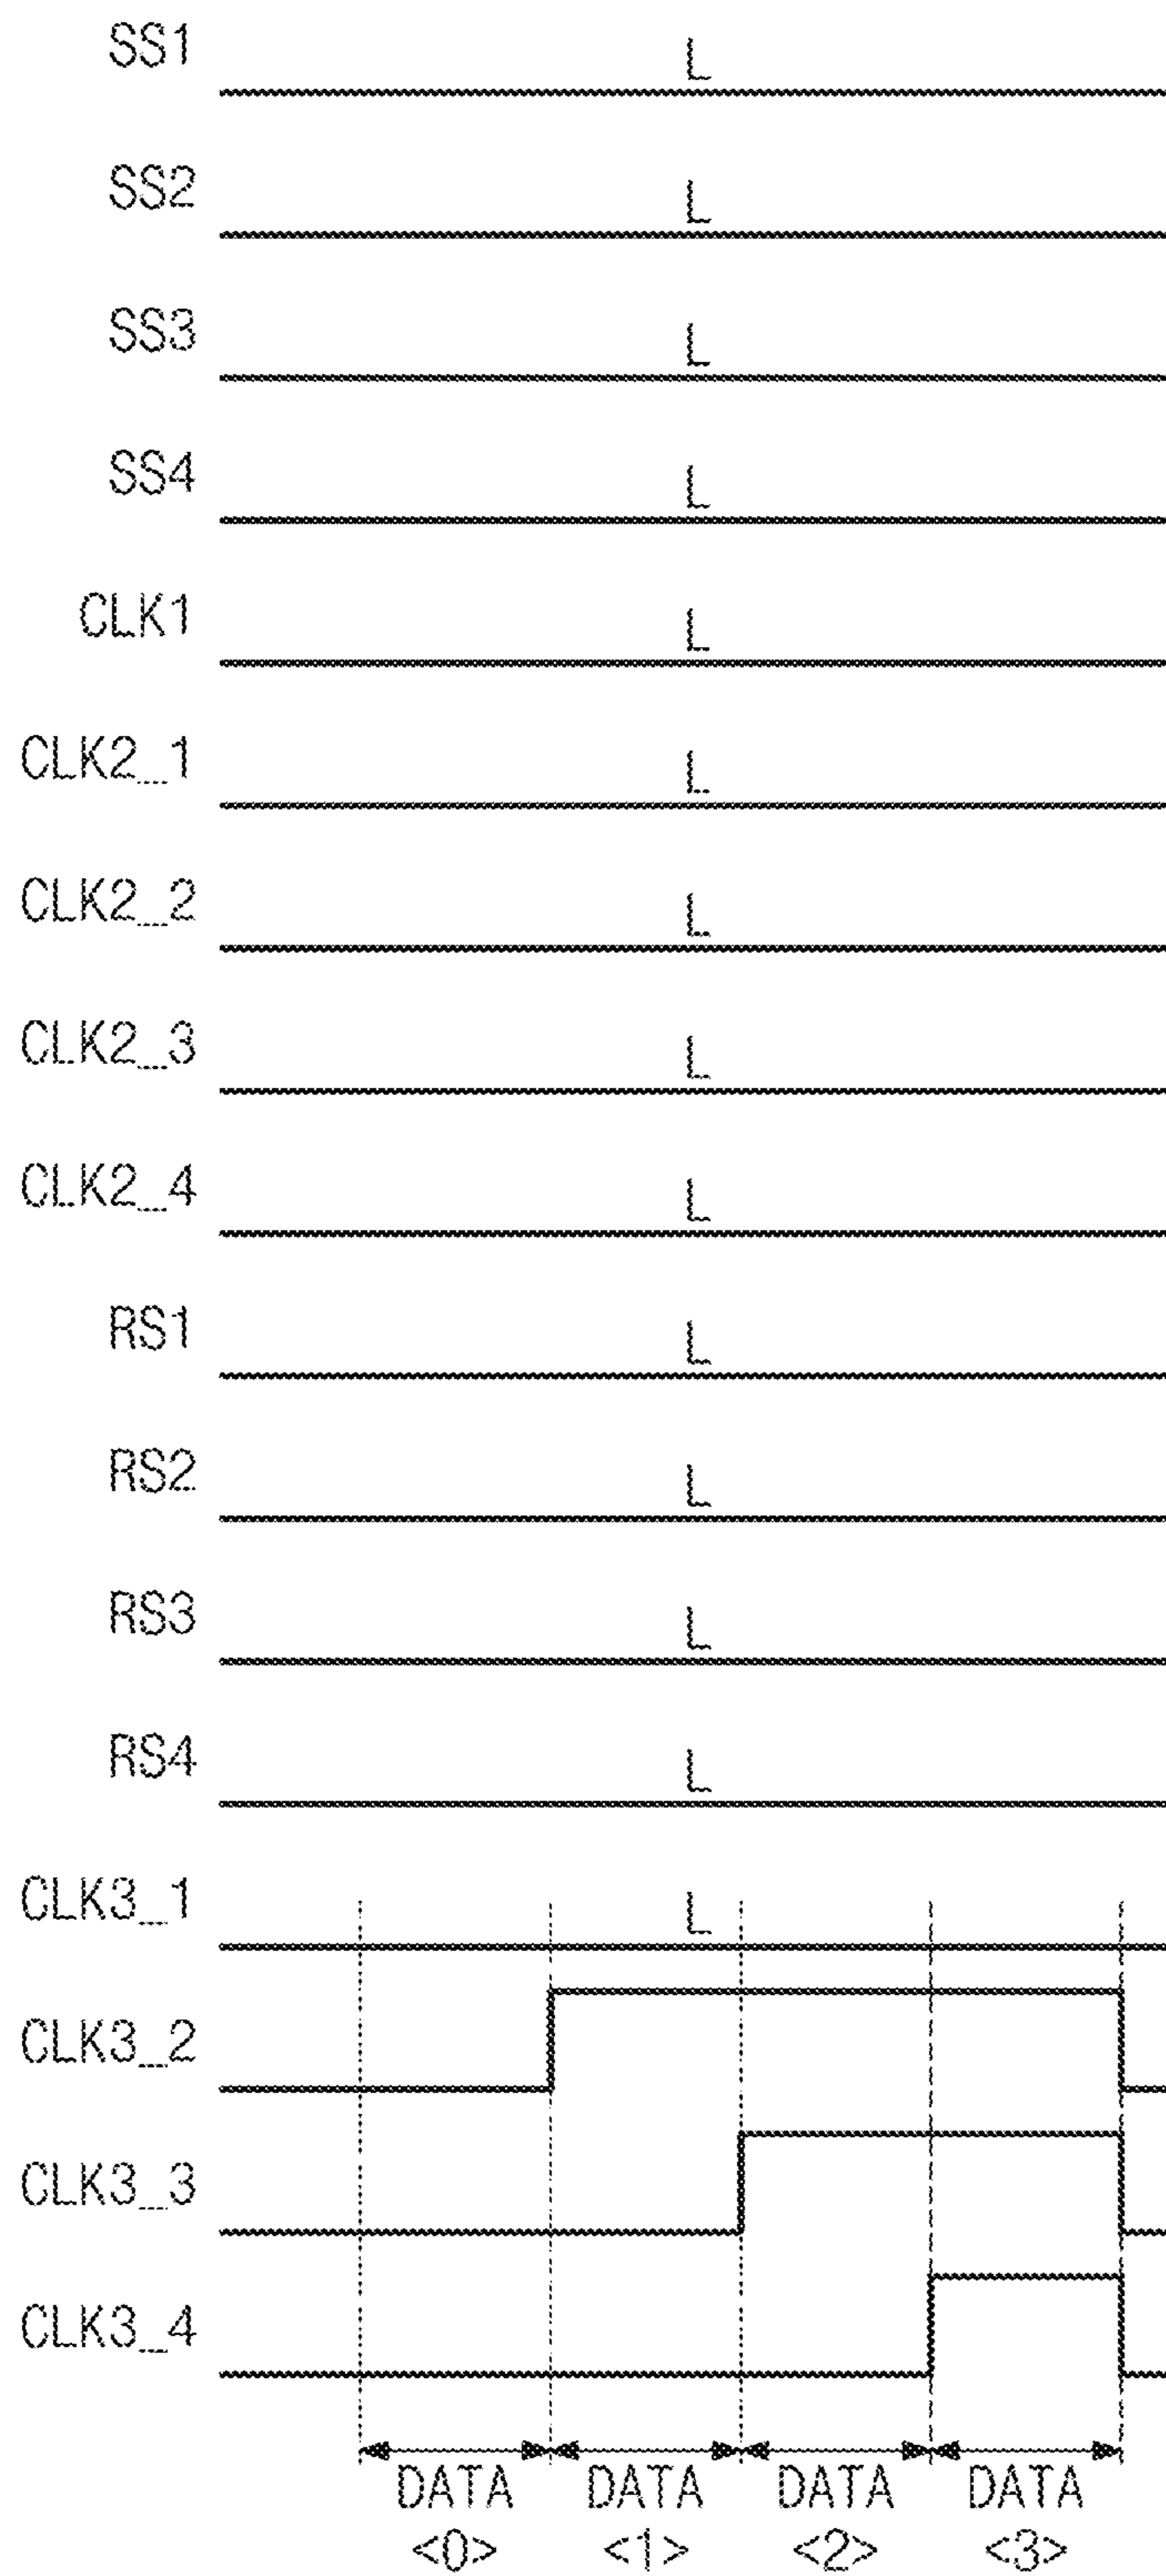 SS1 L
SS2 L
SS3 L
SS4 L
CLK1 L
CLK2_1 L
CLK2_2 L
CLK2_3 L
CLK2_4 L
RS1 L
RS2 L
RS3 L
RS4 L
CLK3_1 L
CLK3_2
CLK3_3
CLK3_4
DATA DATA DATA DATA
<0> <1> <2> <3>